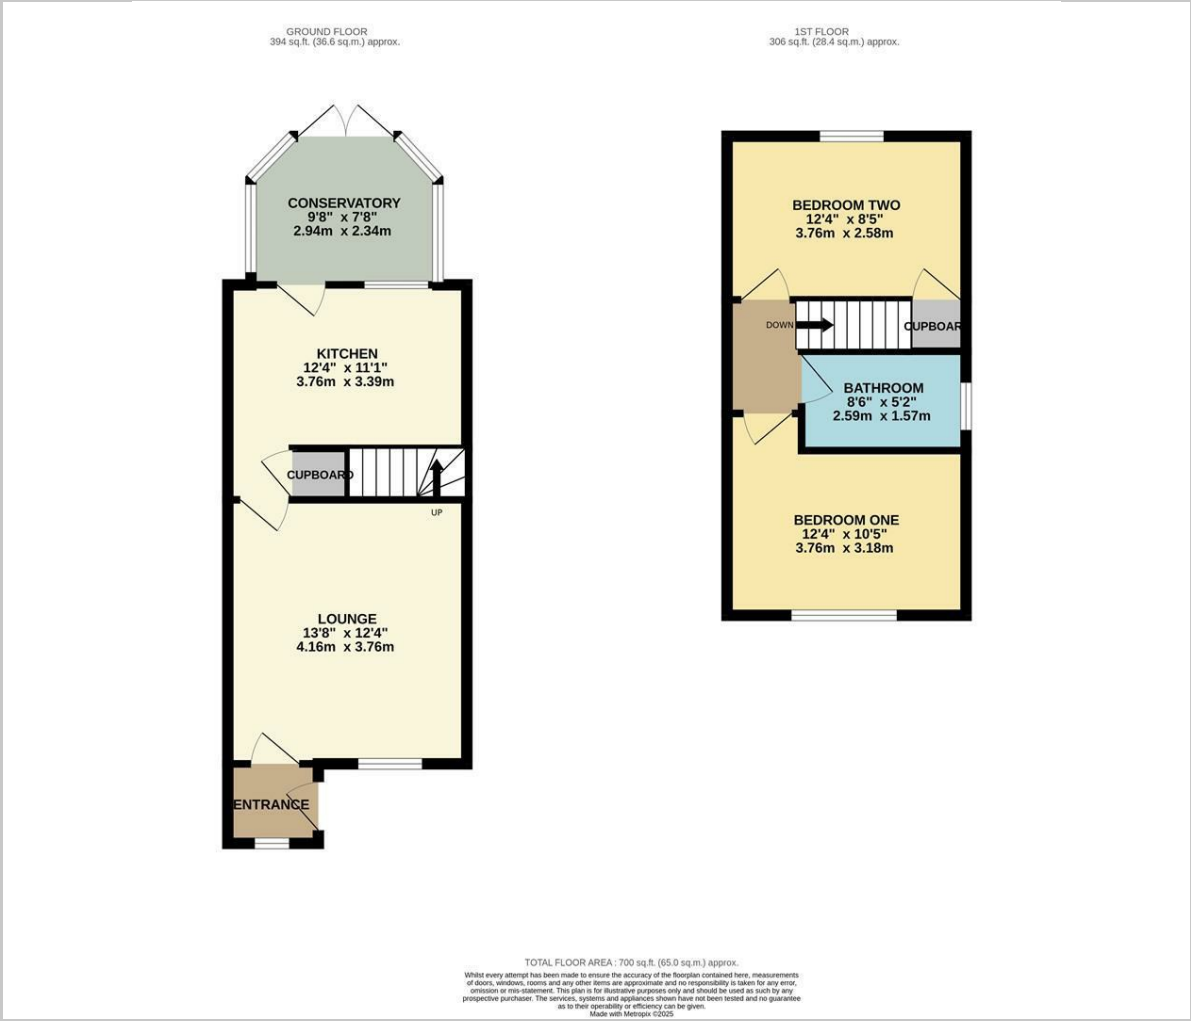 GROUND FLOOR
394 sq.ft. (36.6 sq.m.) approx.
CONSERVATORY
9'8" x 7'8"
2.94m x 2.34m
KITCHEN
12'4" x 11'1"
3.76m x 3.39m
CUPBOARD
UP
LOUNGE
13'8" x 12'4"
4.16m x 3.76m
ENTRANCE
1ST FLOOR
306 sq.ft. (28.4 sq.m.) approx.
BEDROOM TWO
12'4" x 8'5"
3.76m x 2.58m
DOWN
CUPBOAR
BATHROOM
8'6" x 5'2"
2.59m x 1.57m
BEDROOM ONE
12'4" x 10'5"
3.76m x 3.18m
TOTAL FLOOR AREA : 700 sq.ft. (65.0 sq.m.) approx.
Whilst every attempt has been made to ensure the accuracy of the floorplan contained here, measurements
of doors, windows, rooms and any other items are approximate and no responsibility is taken for any error,
omission or mis-statement. This plan is for illustrative purposes only and should be used as such by any
prospective purchaser. The services, systems and appliances shown have not been tested and no guarantee
as to their operability or efficiency can be given.
Made with Metropix ©2025